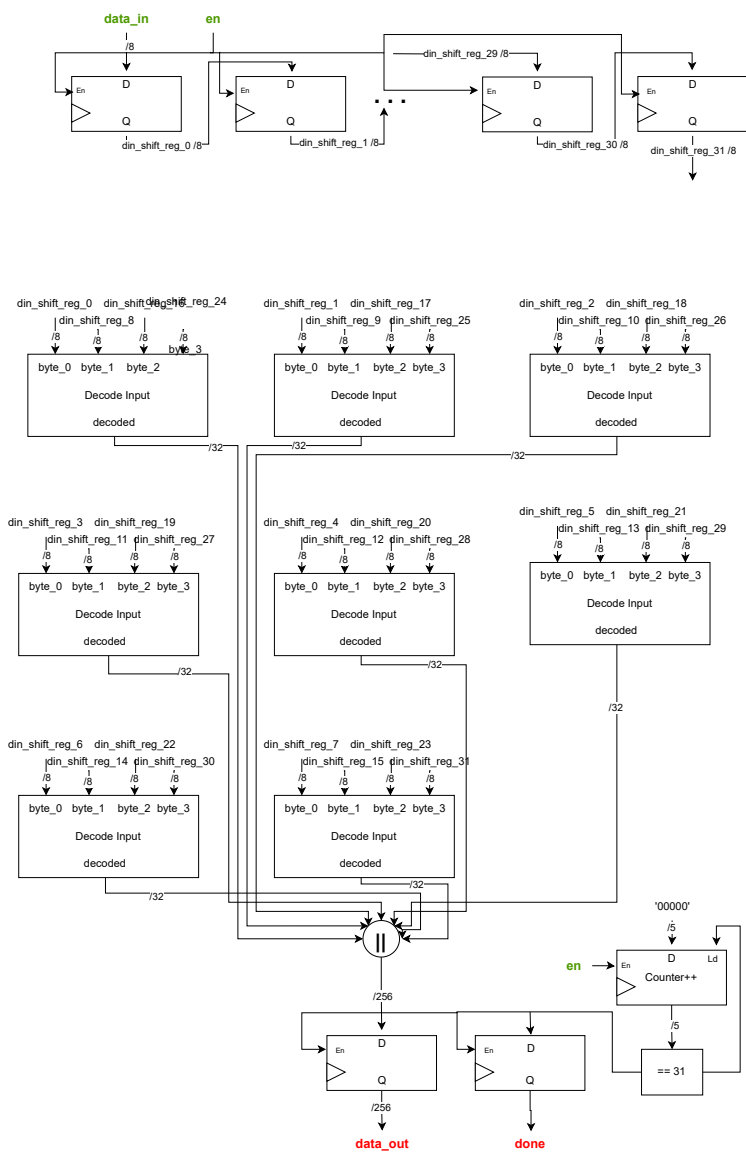 data_in en
/8
din_shift_reg_29 /8
En D En D ... En D En D
Q Q Q Q
din_shift_reg_0 /8 din_shift_reg_1 /8 din_shift_reg_30 /8 din_shift_reg_31 /8
din_shift_reg_0 din_shift_reg_16 din_shift_reg_24 din_shift_reg_1 din_shift_reg_17 din_shift_reg_2 din_shift_reg_18
din_shift_reg_8 din_shift_reg_9 din_shift_reg_25 din_shift_reg_10 din_shift_reg_26
/8 /8 /8 /8 /8 /8 /8 /8 /8 /8 /8 /8
byte_0 byte_1 byte_2 byte_3 byte_0 byte_1 byte_2 byte_3 byte_0 byte_1 byte_2 byte_3
Decode Input Decode Input Decode Input
decoded decoded decoded
/32 /32 /32
din_shift_reg_3 din_shift_reg_19 din_shift_reg_4 din_shift_reg_20 din_shift_reg_5 din_shift_reg_21
din_shift_reg_11 din_shift_reg_27 din_shift_reg_12 din_shift_reg_28 din_shift_reg_13 din_shift_reg_29
/8 /8 /8 /8 /8 /8 /8 /8 /8 /8 /8 /8
byte_0 byte_1 byte_2 byte_3 byte_0 byte_1 byte_2 byte_3 byte_0 byte_1 byte_2 byte_3
Decode Input Decode Input Decode Input
decoded decoded decoded
/32 /32 /32
din_shift_reg_6 din_shift_reg_22 din_shift_reg_7 din_shift_reg_23
din_shift_reg_14 din_shift_reg_30 din_shift_reg_15 din_shift_reg_31
/8 /8 /8 /8 /8 /8 /8 /8
byte_0 byte_1 byte_2 byte_3 byte_0 byte_1 byte_2 byte_3
Decode Input Decode Input
decoded decoded
/32 /32
||
'00000'
/5
en En D Ld
Counter++
/256 /5
En D En D
== 31
Q Q
/256
data_out done